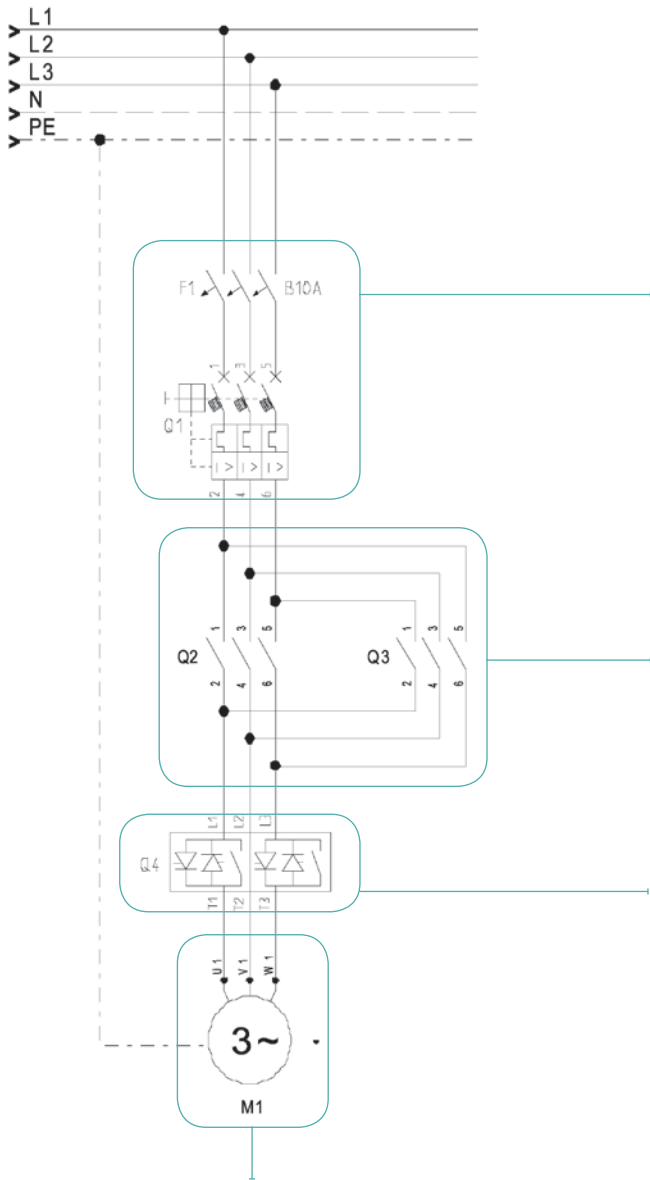 L1
L2
L3
N
PE
F1 B10A
1 3 5
Q1
I > I > I >
2 4 6
1 3 5 1 3 5
Q2 Q3
2 4 6 2 4 6
L1 L2 L3
Q4
T1 T2 T3
U1 V1 W1
3~
M1